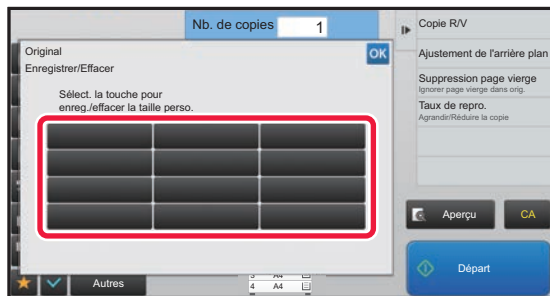 Nb. de copies 1
Original
OK
Enregistrer/Effacer
Sélect. la touche pour
enreg./effacer la taille perso.
Autres
A4
4 A4
Copie R/V
Ajustement de l'arrière plan
Suppression page vierge
Ignorer page vierge dans orig.
Taux de repro.
Agrandir/Réduire la copie
Aperçu
CA
Départ